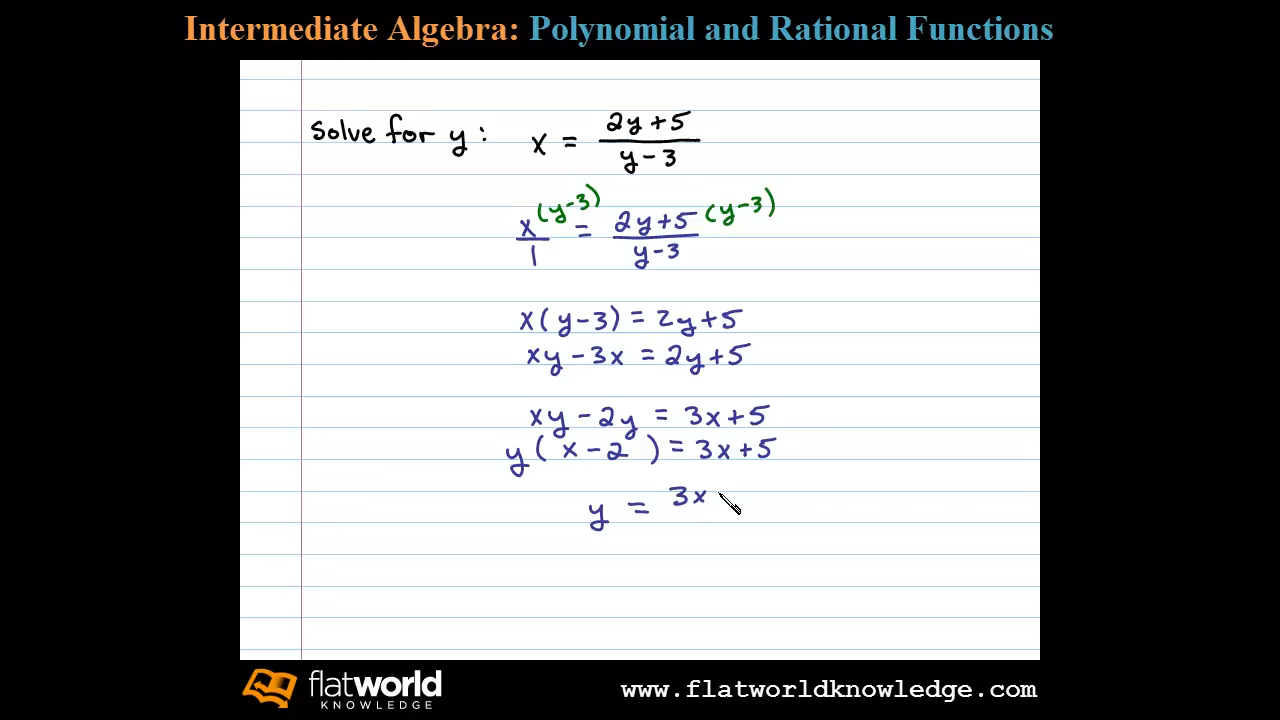 Intermediate Algebra: Polynomial and Rational Functions
Solve for y: x = (2y+5)/(y-3)
x/1 (y-3) = (2y+5)/(y-3) (y-3)
x(y-3) = 2y+5
xy-3x = 2y+5
xy-2y = 3x+5
y(x-2) = 3x+5
y = 3x
flatworld
KNOWLEDGE
www.flatworldknowledge.com